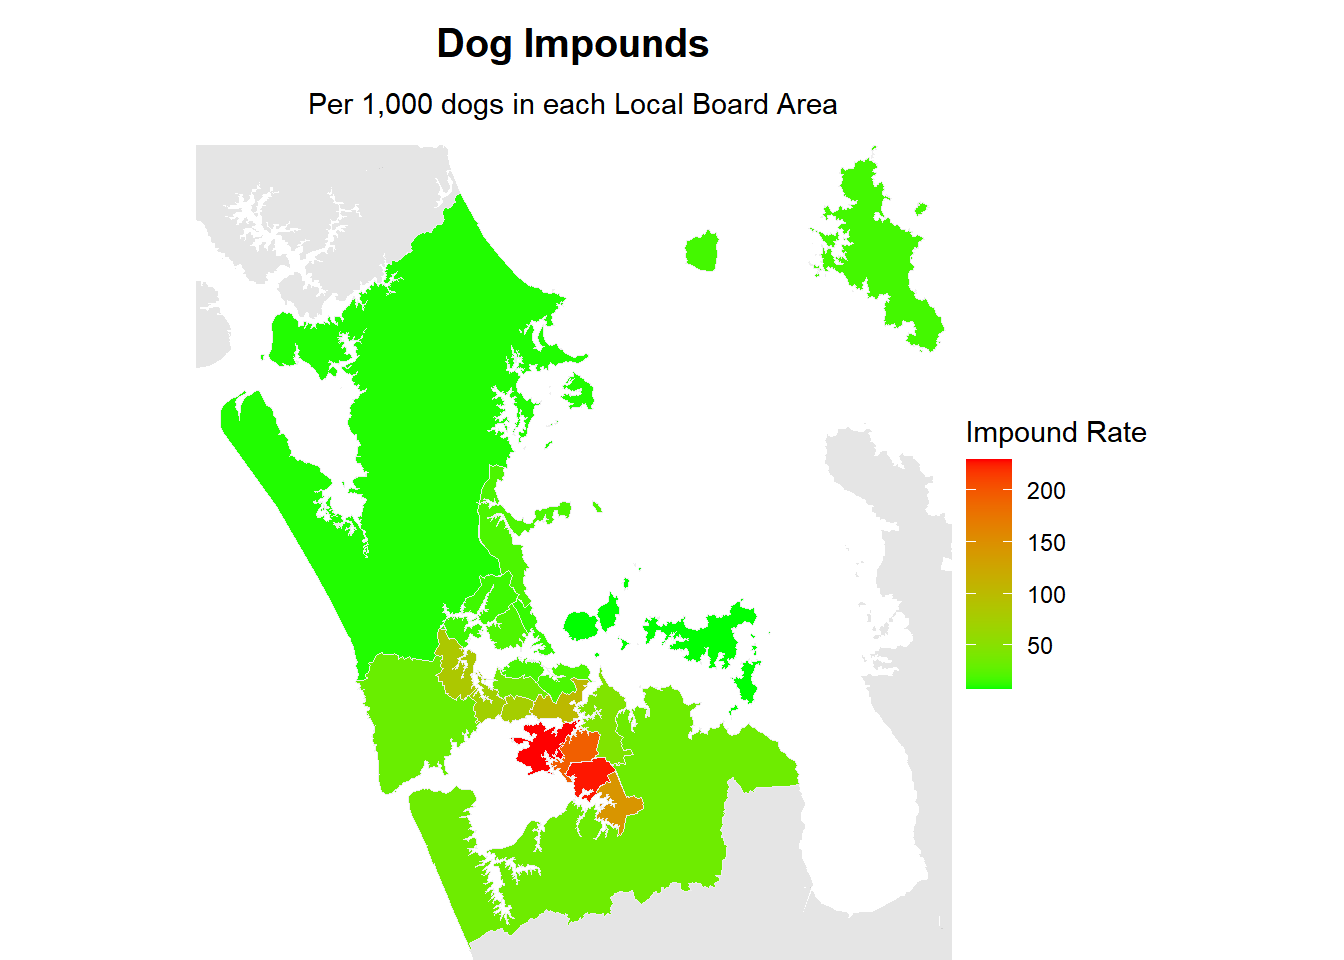 Dog Impounds
Per 1,000 dogs in each Local Board Area
Impound Rate
200
150
100
50